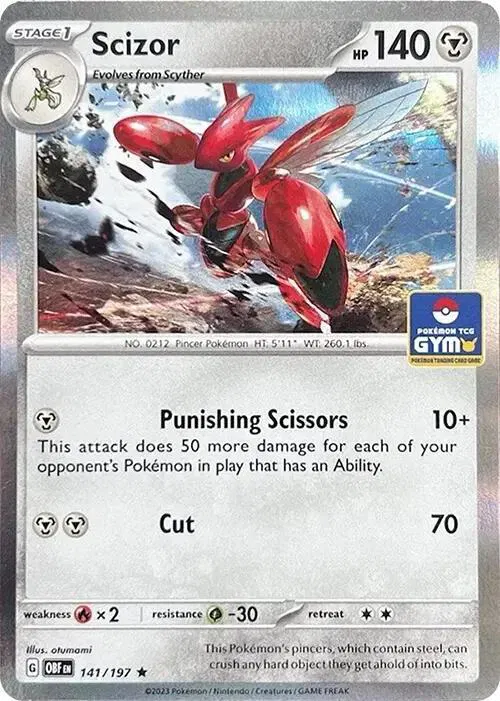 STAGE1
Scizor
HP 140
Evolves from Scyther
POKÉMON TCG
GYM
POKÉMON TRADING CARD GAME
NO. 0212 Pincer Pokémon HT: 5'11" WT: 260.1 lbs.
Punishing Scissors 10+
This attack does 50 more damage for each of your
opponent's Pokémon in play that has an Ability.
Cut 70
weakness ×2 resistance -30 retreat
Illus. otumami
This Pokémon's pincers, which contain steel, can
crush any hard object they get ahold of into bits.
G OBF EN 141/197 ★
©2023 Pokémon / Nintendo / Creatures / GAME FREAK